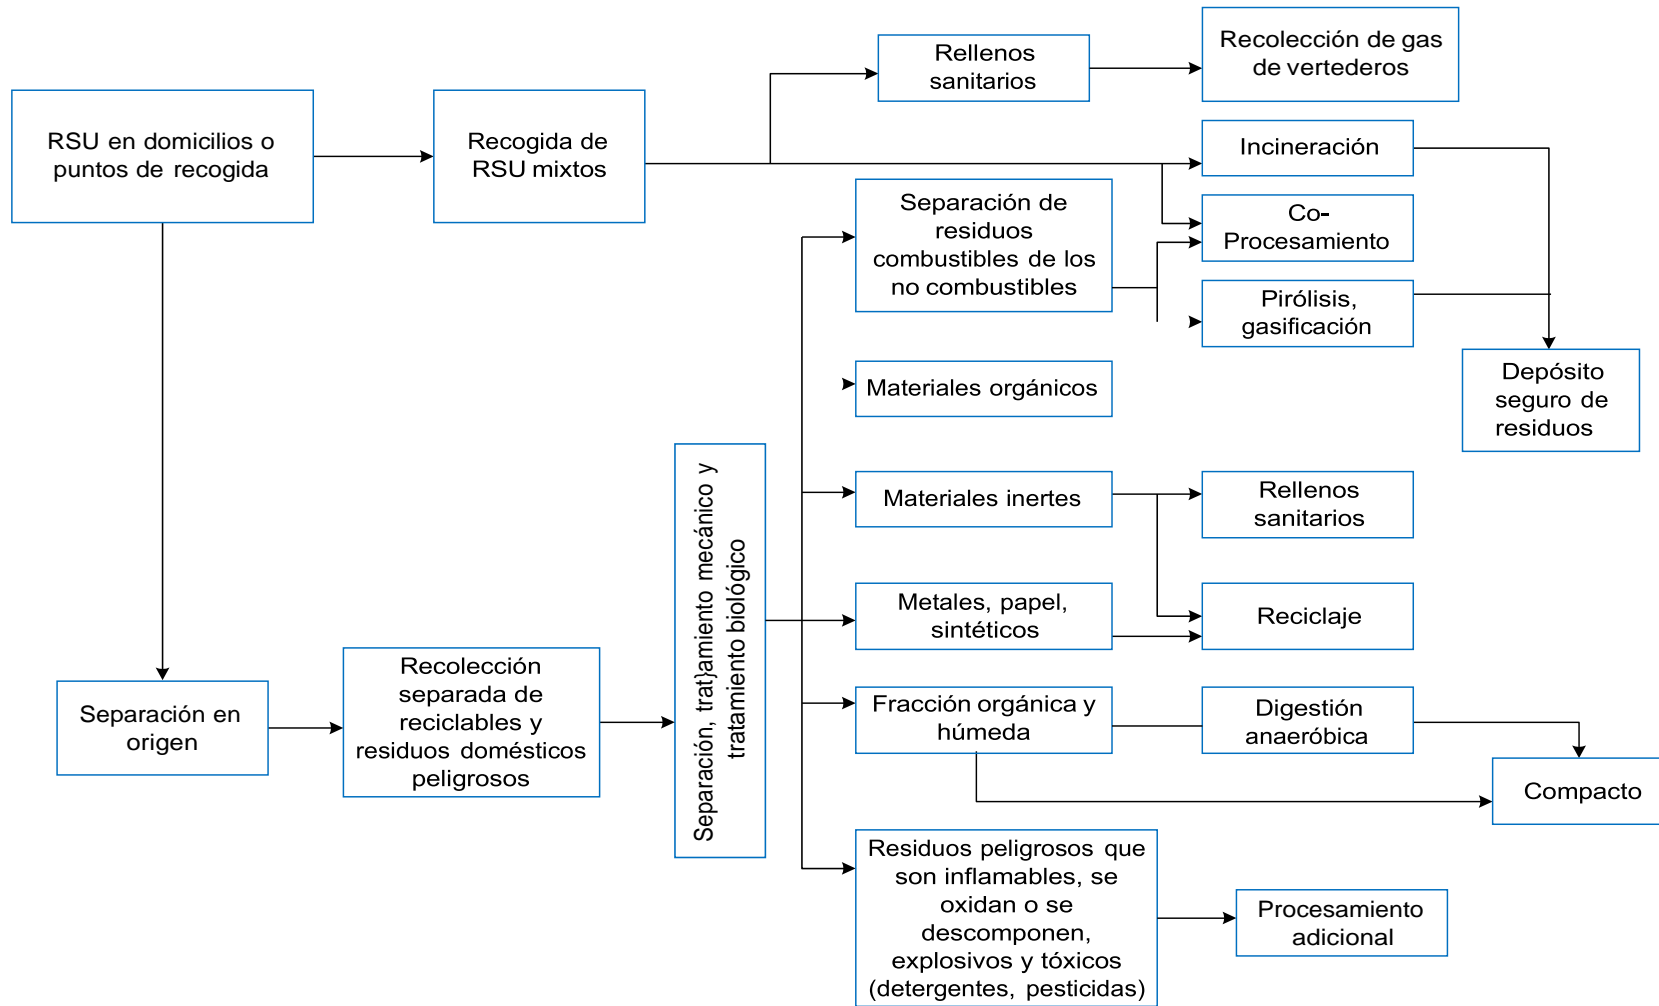 Rellenos
sanitarios
Recolección de gas
de vertederos
RSU en domicilios o
puntos de recogida
Recogida de
RSU mixtos
Incineración
Separación de
residuos
combustibles de los
no combustibles
Co-
Procesamiento
Pirólisis,
gasificación
Materiales orgánicos
Depósito
seguro de
residuos
Separación, trat}amiento mecánico y
tratamiento biológico
Materiales inertes
Rellenos
sanitarios
Metales, papel,
sintéticos
Reciclaje
Separación en
origen
Recolección
separada de
reciclables y
residuos domésticos
peligrosos
Fracción orgánica y
húmeda
Digestión
anaeróbica
Compacto
Residuos peligrosos que
son inflamables, se
oxidan o se
descomponen,
explosivos y tóxicos
(detergentes, pesticidas)
Procesamiento
adicional